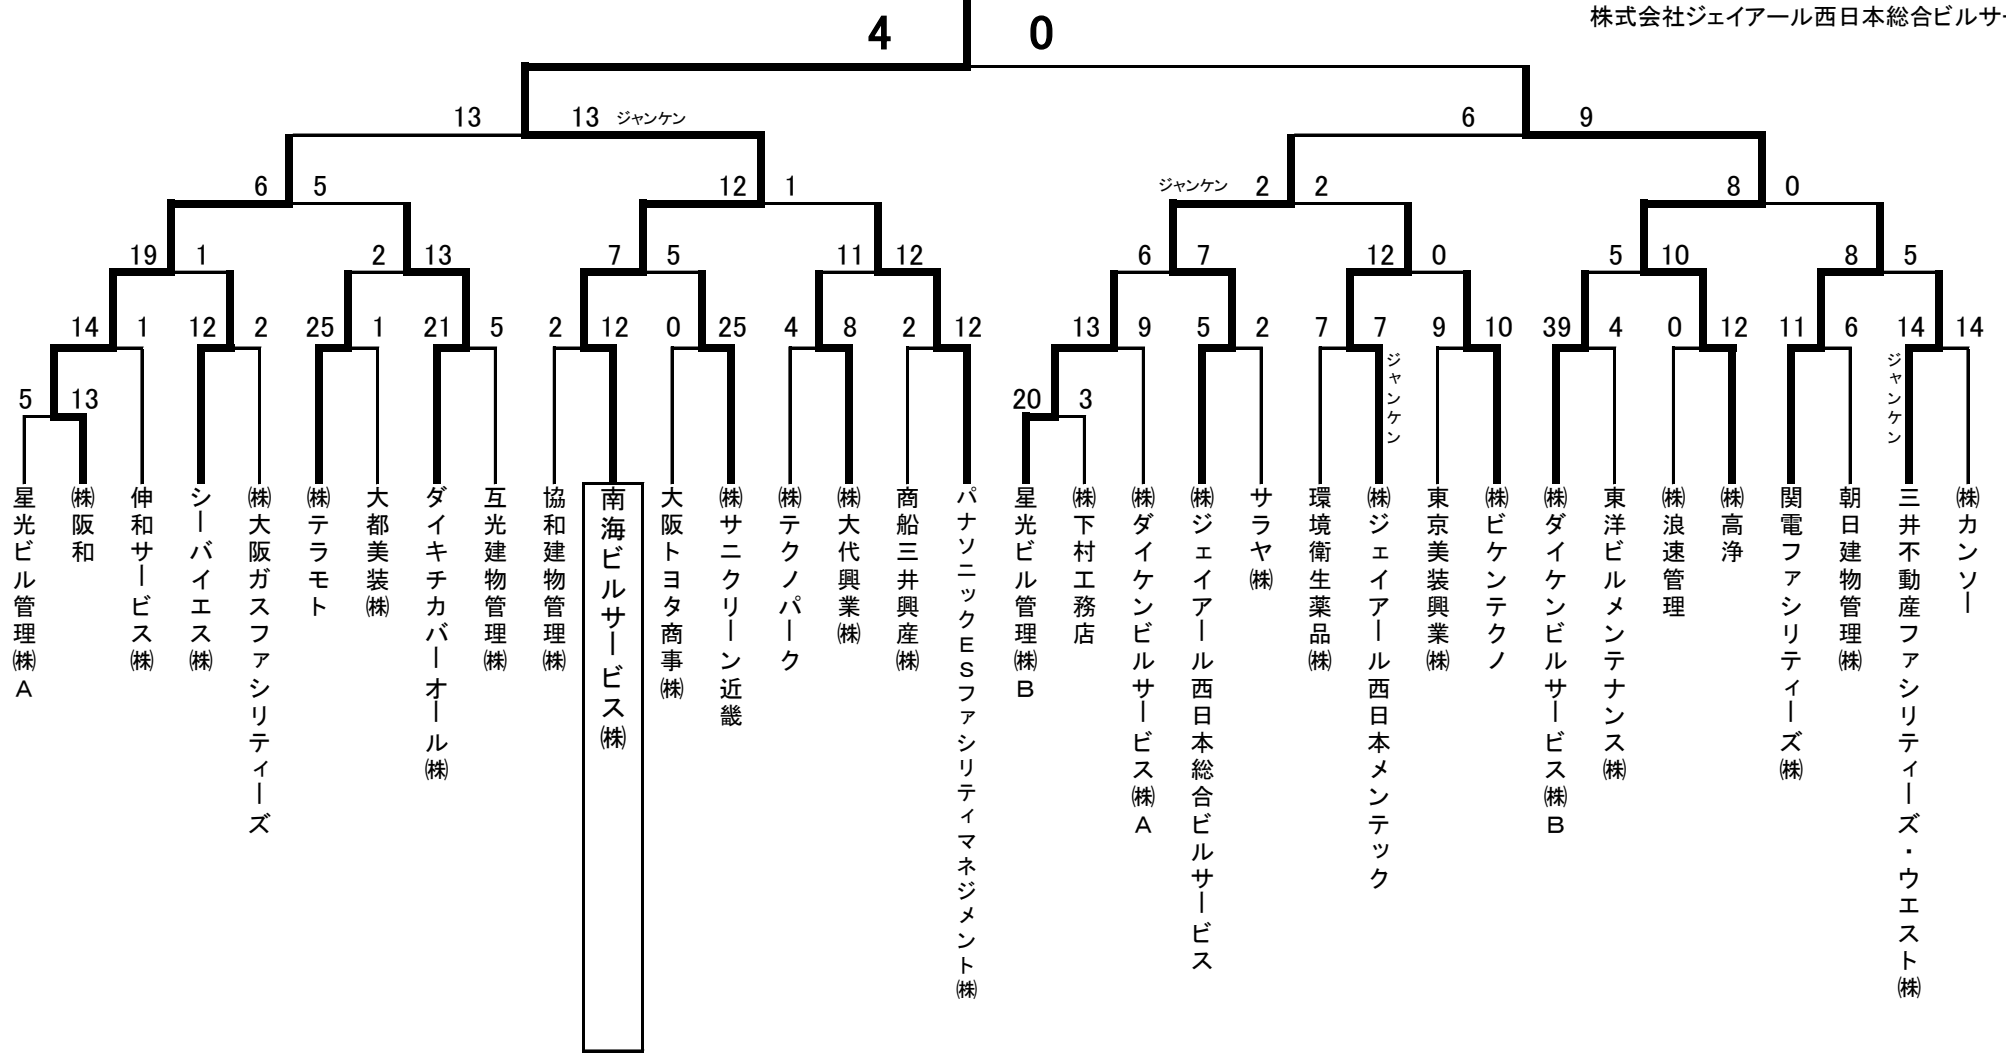 株式会社ジェイアール西日本総合ビルサー
4 0
13 13 ジャンケン 6 9
6 5 12 1 ジャンケン 2 2 8 0
19 1 2 13 7 5 11 12 6 7 12 0 5 10 8 5
14 1 12 2 25 1 21 5 2 12 0 25 4 8 2 12 13 9 5 2 7 7 9 10 39 4 0 12 11 6 14 14
ジャンケン
ジャンケン
5 13 20 3
星光ビル管理㈱A
㈱阪和
伸和サービス㈱
シーバイエス㈱
㈱大阪ガスファシリティーズ
㈱テラモト
大都美装㈱
ダイキチカバーオール㈱
互光建物管理㈱
協和建物管理㈱
南海ビルサービス㈱
大阪トヨタ商事㈱
㈱サニクリーン近畿
㈱テクノパーク
㈱大代興業㈱
商船三井興産㈱
パナソニックESファシリティマネジメント㈱
星光ビル管理㈱B
㈱下村工務店
㈱ダイケンビルサービス㈱A
㈱ジェイアール西日本総合ビルサービス
サラヤ㈱
環境衛生薬品㈱
㈱ジェイアール西日本メンテック
東京美装興業㈱
㈱ビケンテクノ
㈱ダイケンビルサービス㈱B
東洋ビルメンテナンス㈱
㈱浪速管理
㈱高浄
関電ファシリティーズ㈱
朝日建物管理㈱
三井不動産ファシリティーズ・ウエスト㈱
㈱カンソー